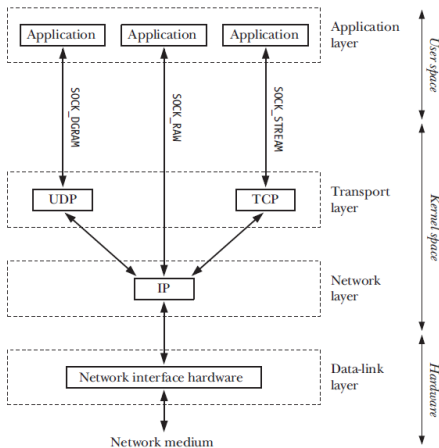 Application
Application
Application
Application
layer
User space
SOCK_DGRAM
SOCK_RAW
SOCK_STREAM
Kernel space
UDP
TCP
Transport
layer
IP
Network
layer
Network interface hardware
Data-link
layer
Hardware
Network medium